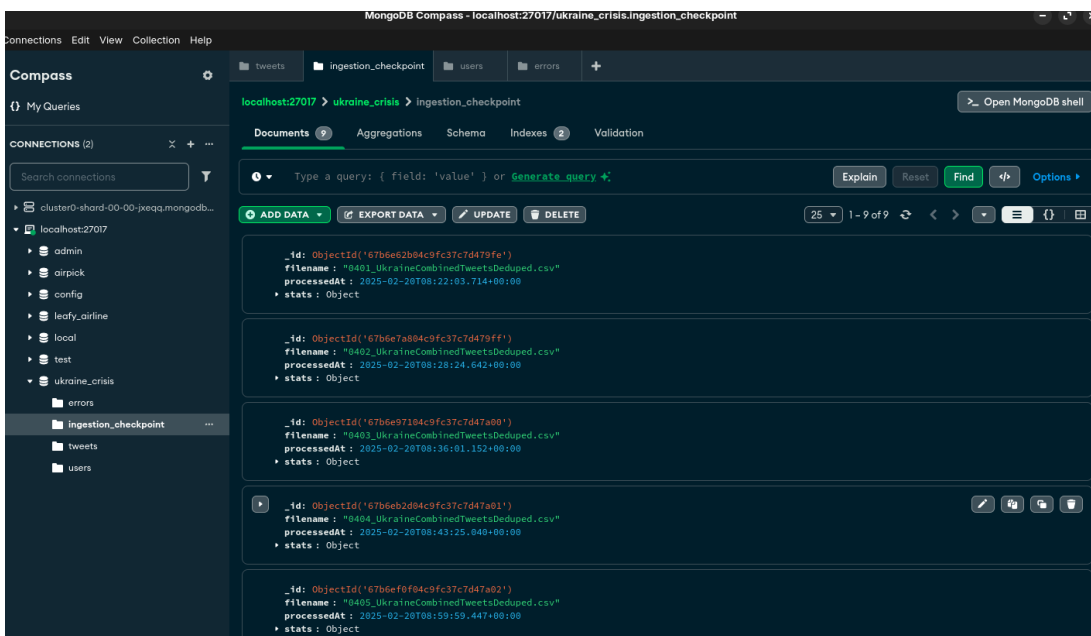 MongoDB Compass - localhost:27017/ukraine_crisis.ingestion_checkpoint
Connections Edit View Collection Help
Compass
{} My Queries
CONNECTIONS (2)
Search connections
cluster0-shard-00-00-jxeqq.mongodb...
localhost:27017
admin
airpick
config
leafy_airline
local
test
ukraine_crisis
errors
ingestion_checkpoint ...
tweets
users
tweets ingestion_checkpoint users errors +
localhost:27017 > ukraine_crisis > ingestion_checkpoint
>_ Open MongoDB shell
Documents 9 Aggregations Schema Indexes 2 Validation
Type a query: { field: 'value' } or Generate query
Explain Reset Find </> Options
ADD DATA EXPORT DATA UPDATE DELETE
25 1 - 9 of 9 {}
_id: ObjectId('67b6e62b04c9fc37c7d479fe')
filename : "0401_UkraineCombinedTweetsDeduped.csv"
processedAt : 2025-02-20T08:22:03.714+00:00
stats : Object
_id: ObjectId('67b6e7a804c9fc37c7d479ff')
filename : "0402_UkraineCombinedTweetsDeduped.csv"
processedAt : 2025-02-20T08:28:24.642+00:00
stats : Object
_id: ObjectId('67b6e97104c9fc37c7d47a00')
filename : "0403_UkraineCombinedTweetsDeduped.csv"
processedAt : 2025-02-20T08:36:01.152+00:00
stats : Object
_id: ObjectId('67b6eb2d04c9fc37c7d47a01')
filename : "0404_UkraineCombinedTweetsDeduped.csv"
processedAt : 2025-02-20T08:43:25.040+00:00
stats : Object
_id: ObjectId('67b6ef0f04c9fc37c7d47a02')
filename : "0405_UkraineCombinedTweetsDeduped.csv"
processedAt : 2025-02-20T08:59:59.447+00:00
stats : Object